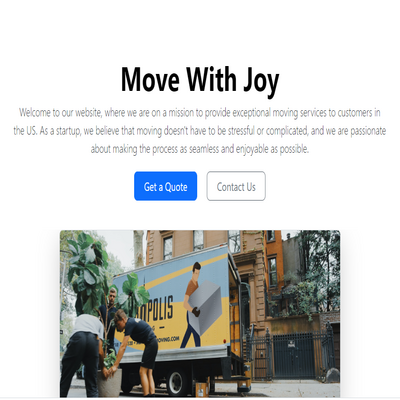 Move With Joy
Welcome to our website, where we are on a mission to provide exceptional moving services to customers in
the US. As a startup, we believe that moving doesn't have to be stressful or complicated, and we are passionate
about making the process as seamless and enjoyable as possible.
Get a Quote
Contact Us